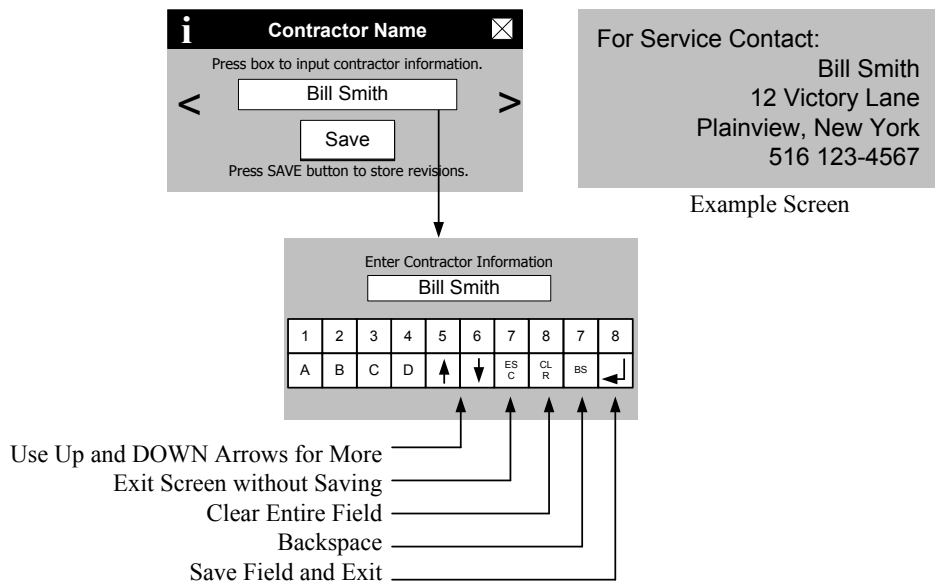 i Contractor Name
Press box to input contractor information.
< Bill Smith >
Save
Press SAVE button to store revisions.
For Service Contact:
Bill Smith
12 Victory Lane
Plainview, New York
516 123-4567
Example Screen
Enter Contractor Information
Bill Smith
1 2 3 4 5 6 7 8 7 8
A B C D ES C CL R BS
Use Up and DOWN Arrows for More
Exit Screen without Saving
Clear Entire Field
Backspace
Save Field and Exit